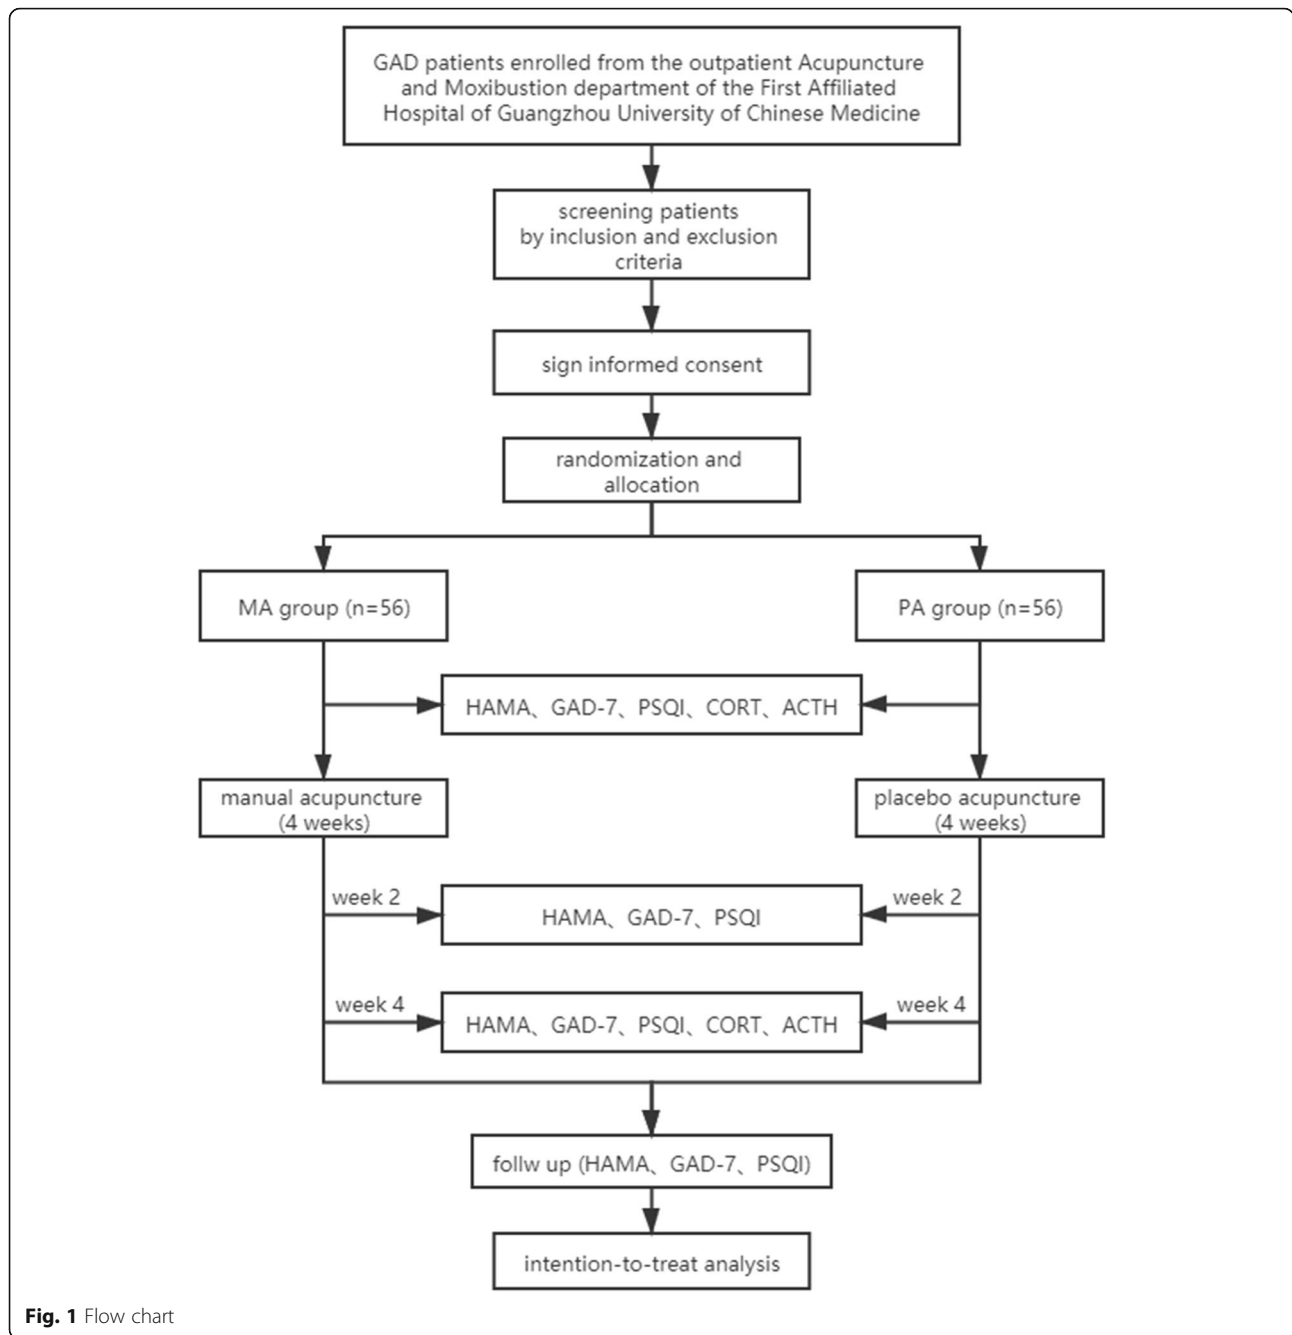 GAD patients enrolled from the outpatient Acupuncture
and Moxibustion department of the First Affiliated
Hospital of Guangzhou University of Chinese Medicine
screening patients
by inclusion and exclusion
criteria
sign informed consent
randomization and
allocation
MA group (n=56)
PA group (n=56)
HAMA、GAD-7、PSQI、CORT、ACTH
manual acupuncture
(4 weeks)
placebo acupuncture
(4 weeks)
week 2
HAMA、GAD-7、PSQI
week 2
week 4
HAMA、GAD-7、PSQI、CORT、ACTH
week 4
follw up (HAMA、GAD-7、PSQI)
intention-to-treat analysis
Fig. 1 Flow chart